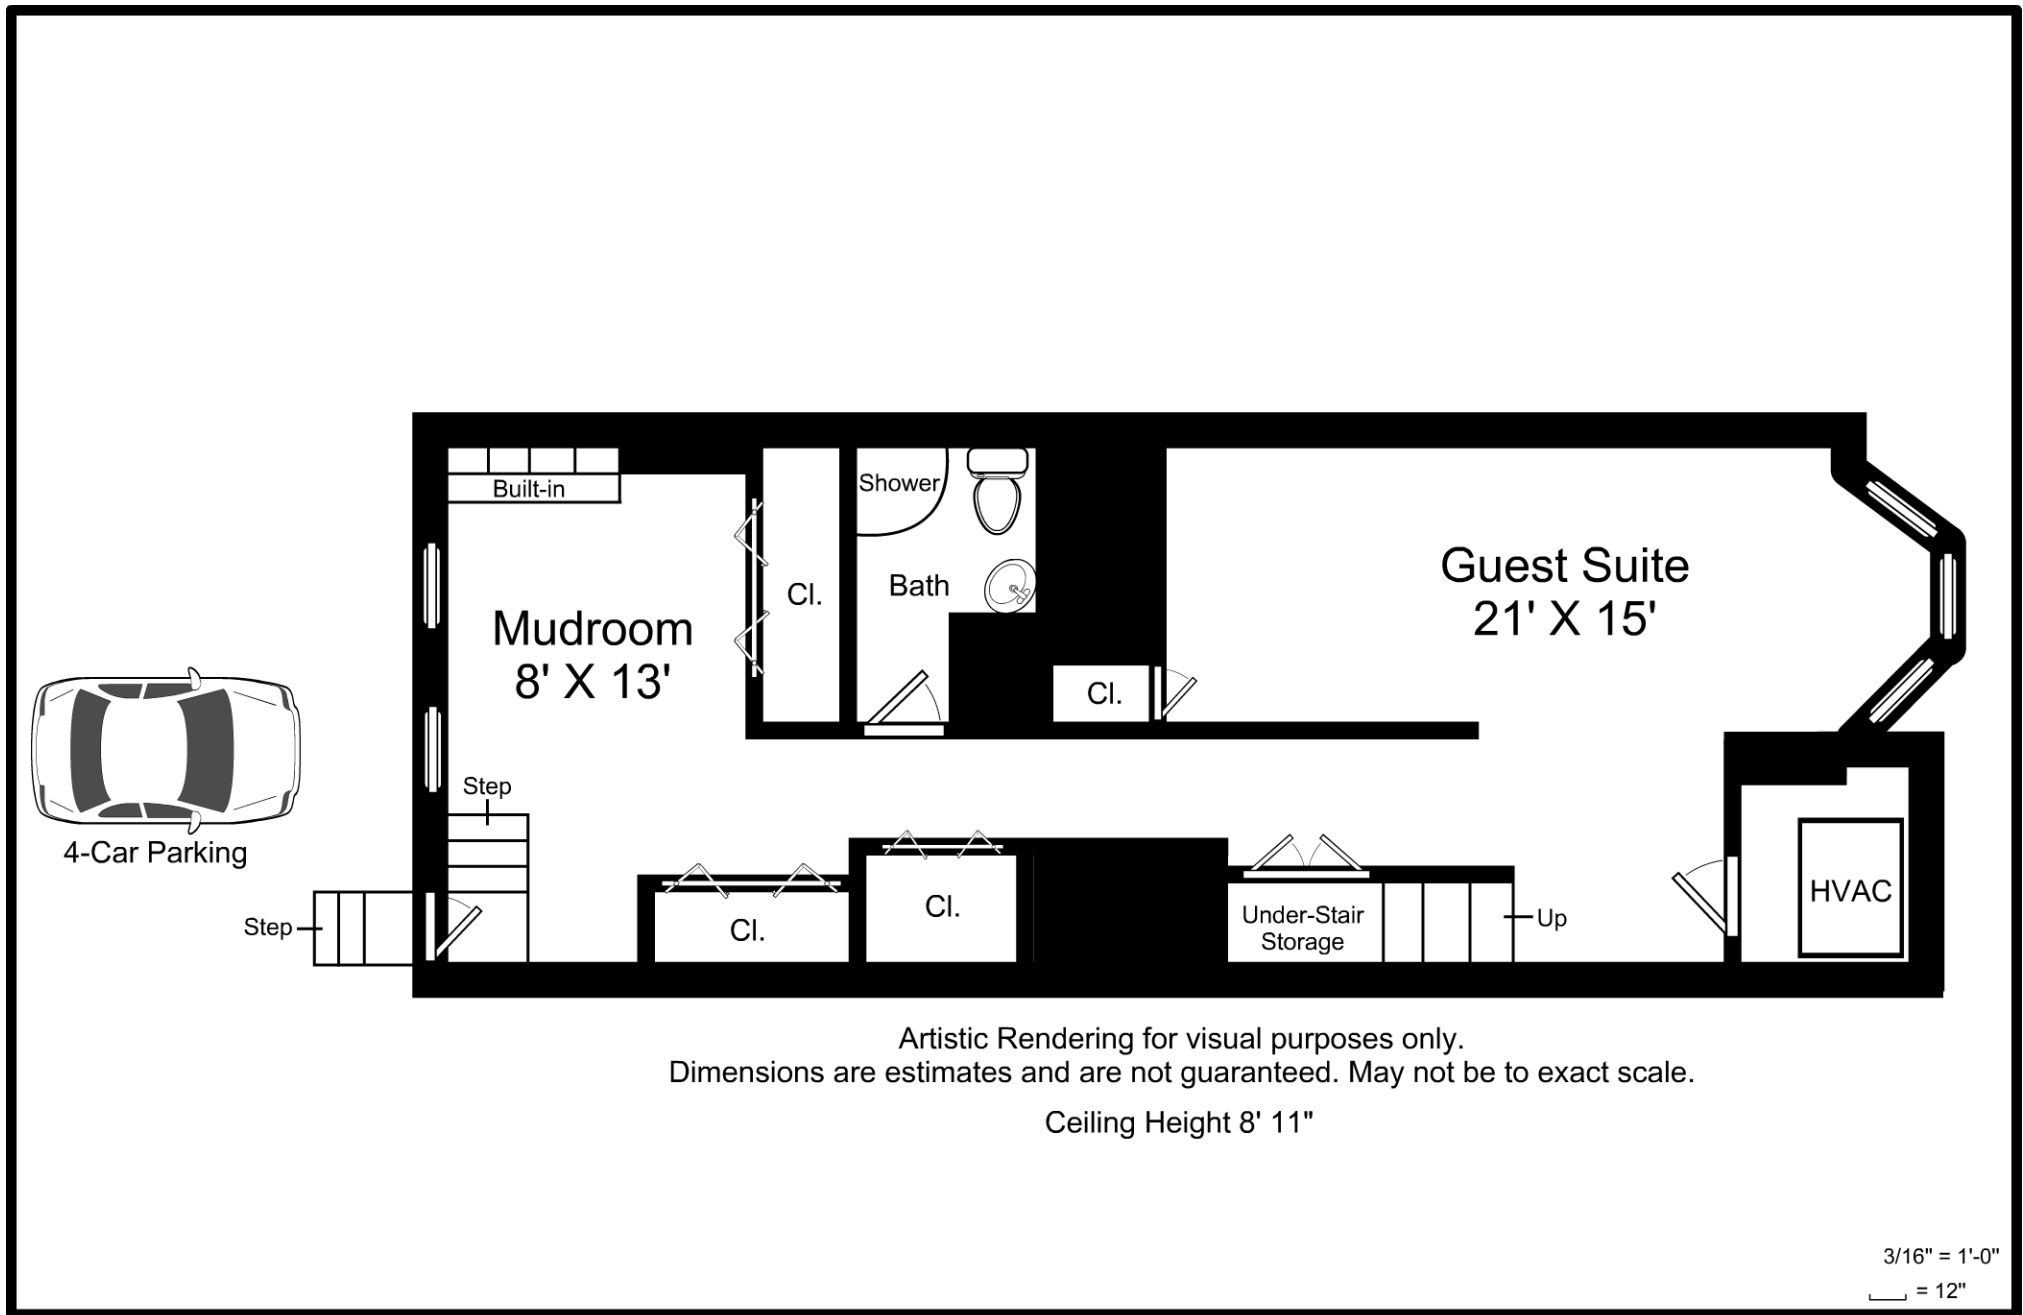 Built-in
Shower
Bath
Cl.
Mudroom
8' X 13'
Guest Suite
21' X 15'
Cl.
Step
4-Car Parking
Step
Cl.
Cl.
Under-Stair
Storage
Up
HVAC
Artistic Rendering for visual purposes only.
Dimensions are estimates and are not guaranteed. May not be to exact scale.
Ceiling Height 8' 11"
3/16" = 1'-0"
= 12"